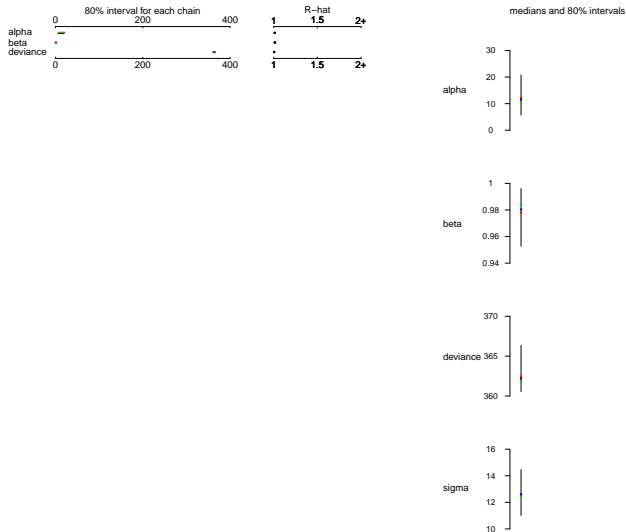 80% interval for each chain
R−hat
0 200 400
1 1.5 2+
alpha
beta
deviance
0 200 400
1 1.5 2+
medians and 80% intervals
30
20
alpha
10
0
1
0.98
beta
0.96
0.94
370
deviance
365
360
16
14
sigma
12
10